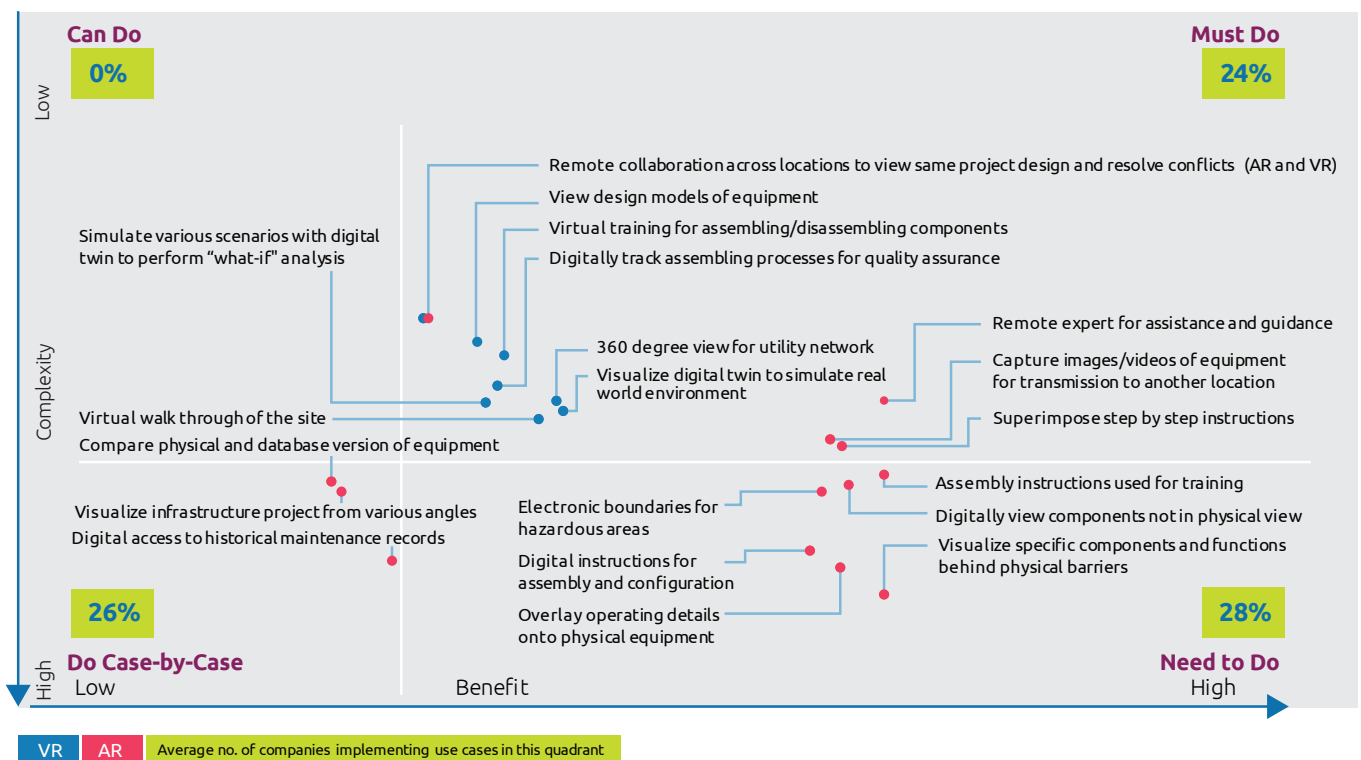 Can Do
0%
Must Do
24%
Low
Remote collaboration across locations to view same project design and resolve conflicts (AR and VR)
View design models of equipment
Virtual training for assembling/disassembling components
Digitally track assembling processes for quality assurance
Simulate various scenarios with digital
twin to perform “what-if" analysis
Complexity
360 degree view for utility network
Visualize digital twin to simulate real
world environment
Remote expert for assistance and guidance
Capture images/videos of equipment
for transmission to another location
Superimpose step by step instructions
Virtual walk through of the site
Compare physical and database version of equipment
Visualize infrastructure project from various angles
Digital access to historical maintenance records
Electronic boundaries for
hazardous areas
Digital instructions for
assembly and configuration
Overlay operating details
onto physical equipment
Assembly instructions used for training
Digitally view components not in physical view
Visualize specific components and functions
behind physical barriers
26%
Do Case-by-Case
28%
Need to Do
High
Low
Benefit
High
VR
AR
Average no. of companies implementing use cases in this quadrant